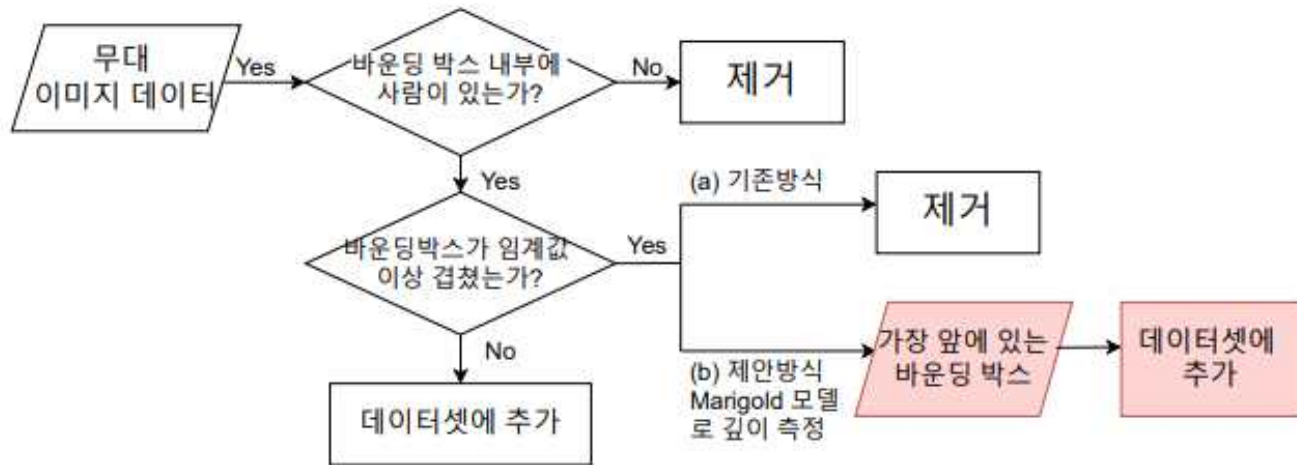 무대
이미지 데이터
Yes
바운딩 박스 내부에
사람이 있는가?
No
제거
Yes
바운딩박스가 임계값
이상 겹쳤는가?
Yes
(a) 기존방식
제거
(b) 제안방식
Marigold 모델
로 깊이 측정
가장 앞에 있는
바운딩 박스
데이터셋에
추가
No
데이터셋에 추가